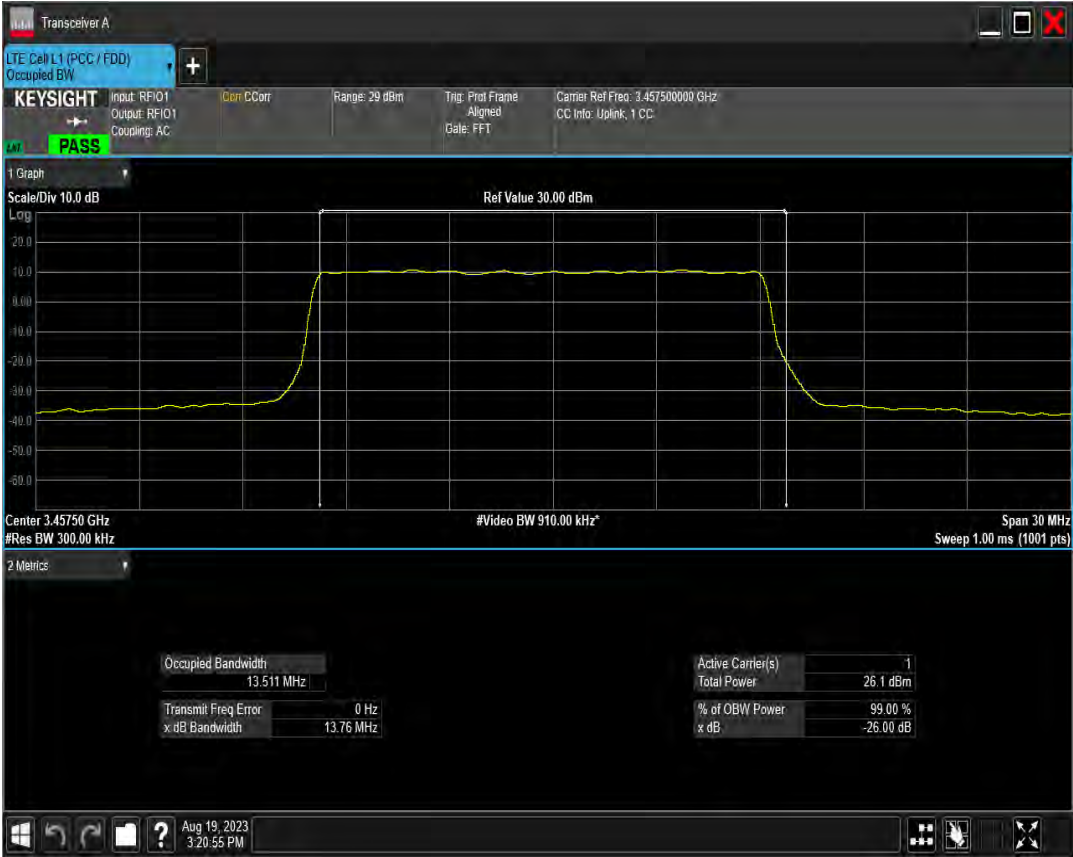 Transceiver A
LTE Cell L1 (PCC / FDD)
Occupied BW
+
KEYSIGHT
Input: RFIO1
Output: RFIO1
Coupling: AC
Corr CCorr
Range: 29 dBm
Trig: Prot Frame
Aligned
Gate: FFT
Carrier Ref Freq: 3.457500000 GHz
CC Info: Uplink, 1 CC
PASS
1 Graph
Scale/Div 10.0 dB
Ref Value 30.00 dBm
Log
20.0
10.0
0.00
-10.0
-20.0
-30.0
-40.0
-50.0
-60.0
Center 3.45750 GHz
#Video BW 910.00 kHz*
Span 30 MHz
#Res BW 300.00 kHz
Sweep 1.00 ms (1001 pts)
2 Metrics
Occupied Bandwidth
13.511 MHz
Transmit Freq Error 0 Hz
x dB Bandwidth 13.76 MHz
Active Carrier(s) 1
Total Power 26.1 dBm
% of OBW Power 99.00 %
x dB -26.00 dB
?
Aug 19, 2023
3:20:55 PM